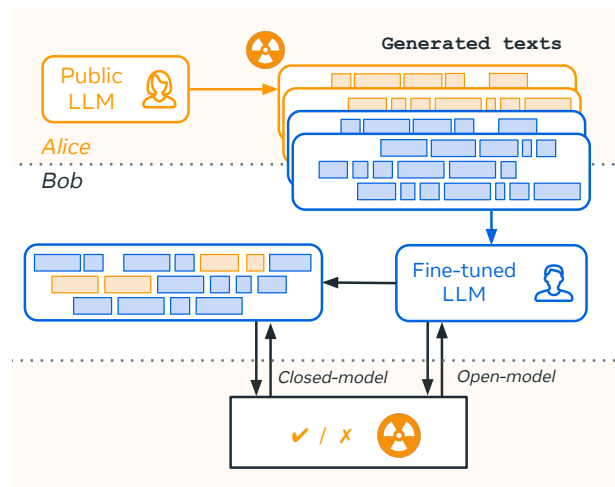 Generated texts
Public
LLM
Alice
Bob
Fine-tuned
LLM
Closed-model
Open-model
✔ / ✗